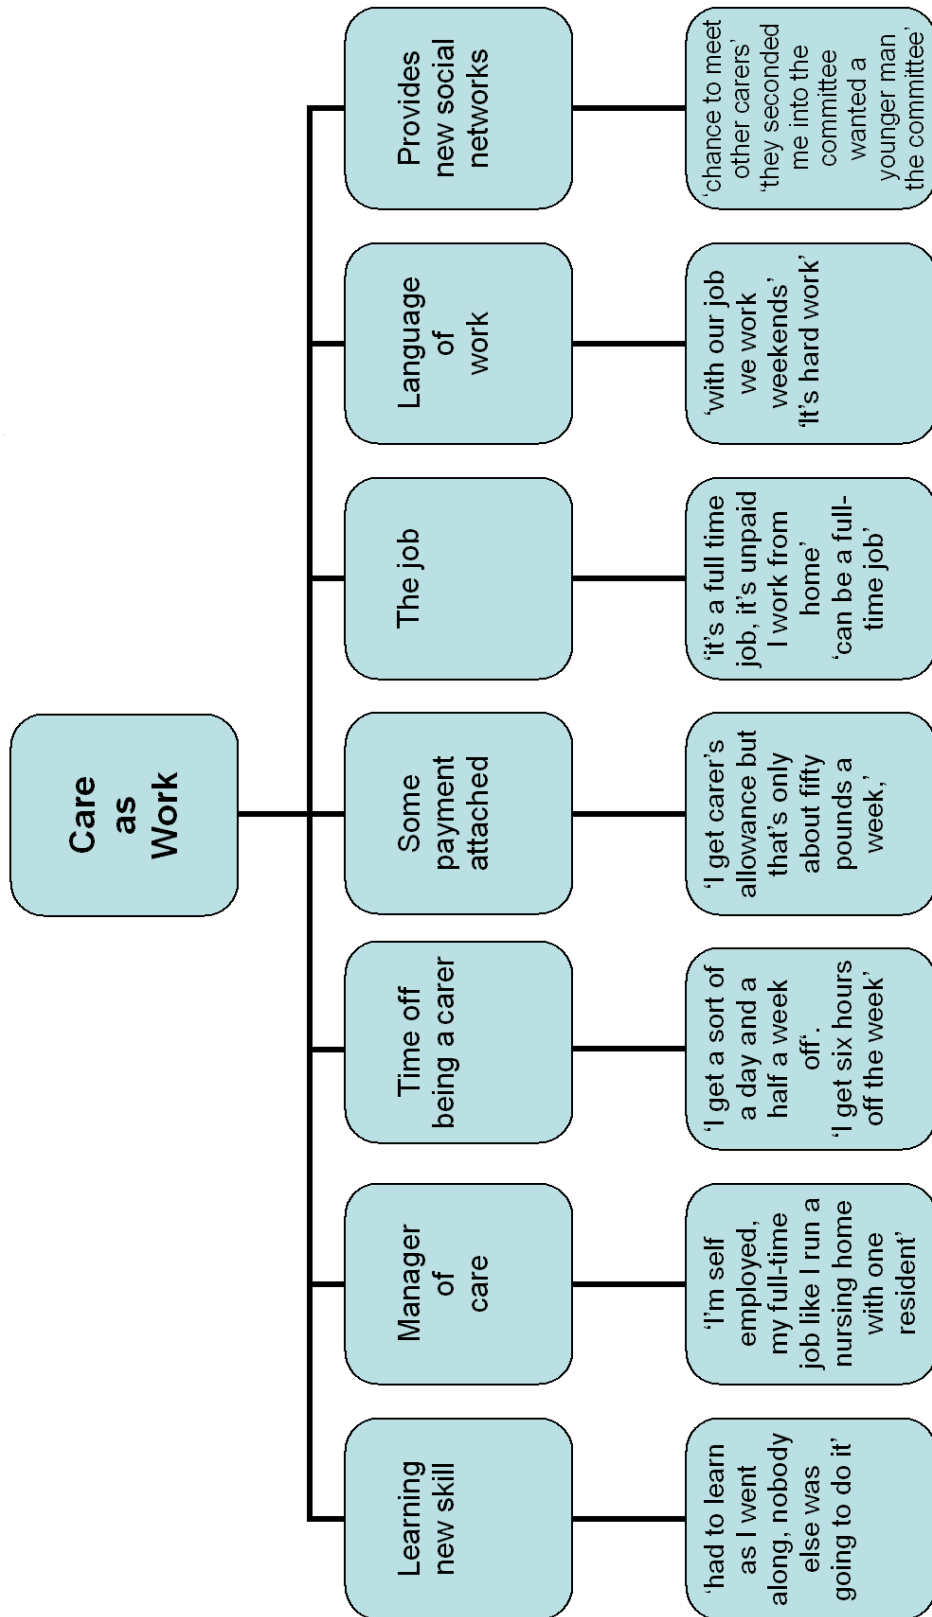 Care
as
Work
Learning
new skill
Manager
of
care
Time off
being a carer
Some
payment
attached
The job
Language
of
work
Provides
new social
networks
‘had to learn
as I went
along, nobody
else was
going to do it’
‘I'm self
employed,
my full-time
job like I run a
nursing home
with one
resident’
‘I get a sort of
a day and a
half a week
off‘.
‘I get six hours
off the week’
‘I get carer’s
allowance but
that’s only
about fifty
pounds a
week,’
‘it’s a full time
job, it’s unpaid
I work from
home’
‘can be a full-
time job’
‘with our job
we work
weekends’
‘It’s hard work’
‘chance to meet
other carers’
‘they seconded
me into the
committee
wanted a
younger man
the committee’